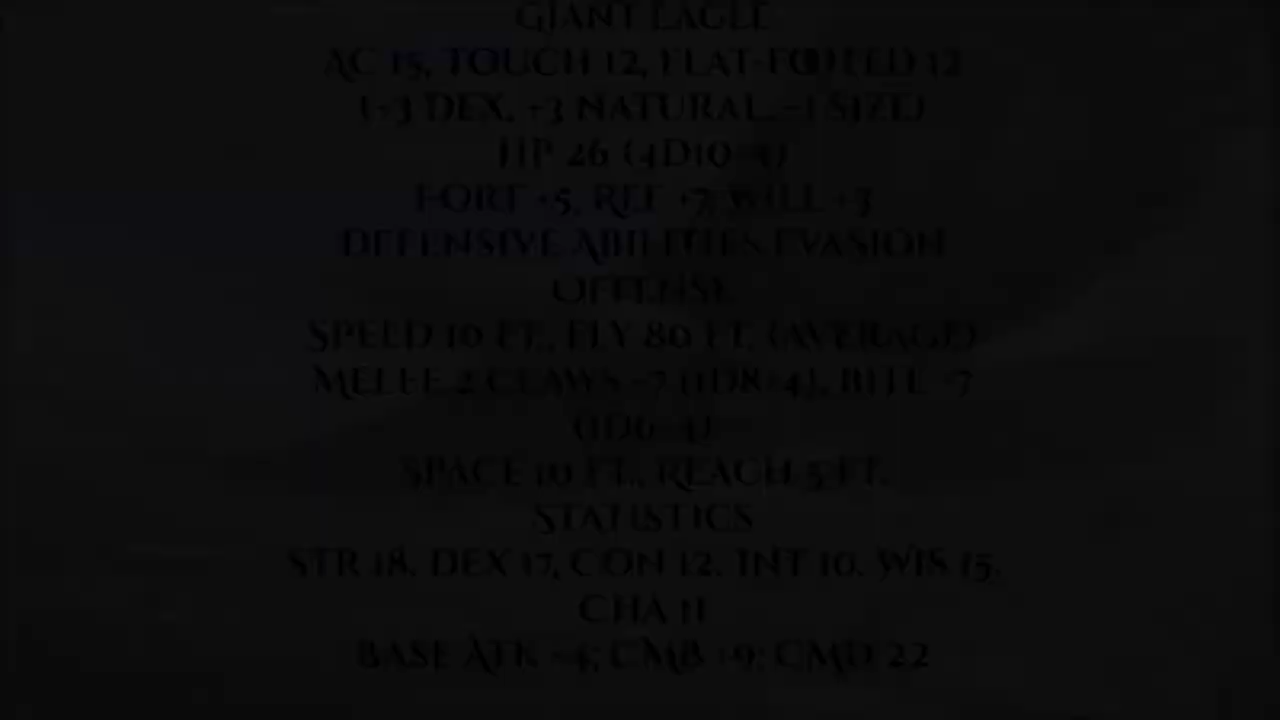 GIANT EAGLE
AC 15, TOUCH 12, FLAT-FOOTED 12
(+3 DEX, +3 NATURAL, -1 SIZE)
HP 26 (4D10+4)
FORT +5, REF +7, WILL +3
DEFENSIVE ABILITIES EVASION
OFFENSE
SPEED 10 FT., FLY 80 FT. (AVERAGE)
MELEE 2 CLAWS +7 (1D8+4), BITE +7
(1D6+4)
SPACE 10 FT., REACH 5 FT.
STATISTICS
STR 18, DEX 17, CON 12, INT 10, WIS 15,
CHA 11
BASE ATK +4; CMB +9; CMD 22